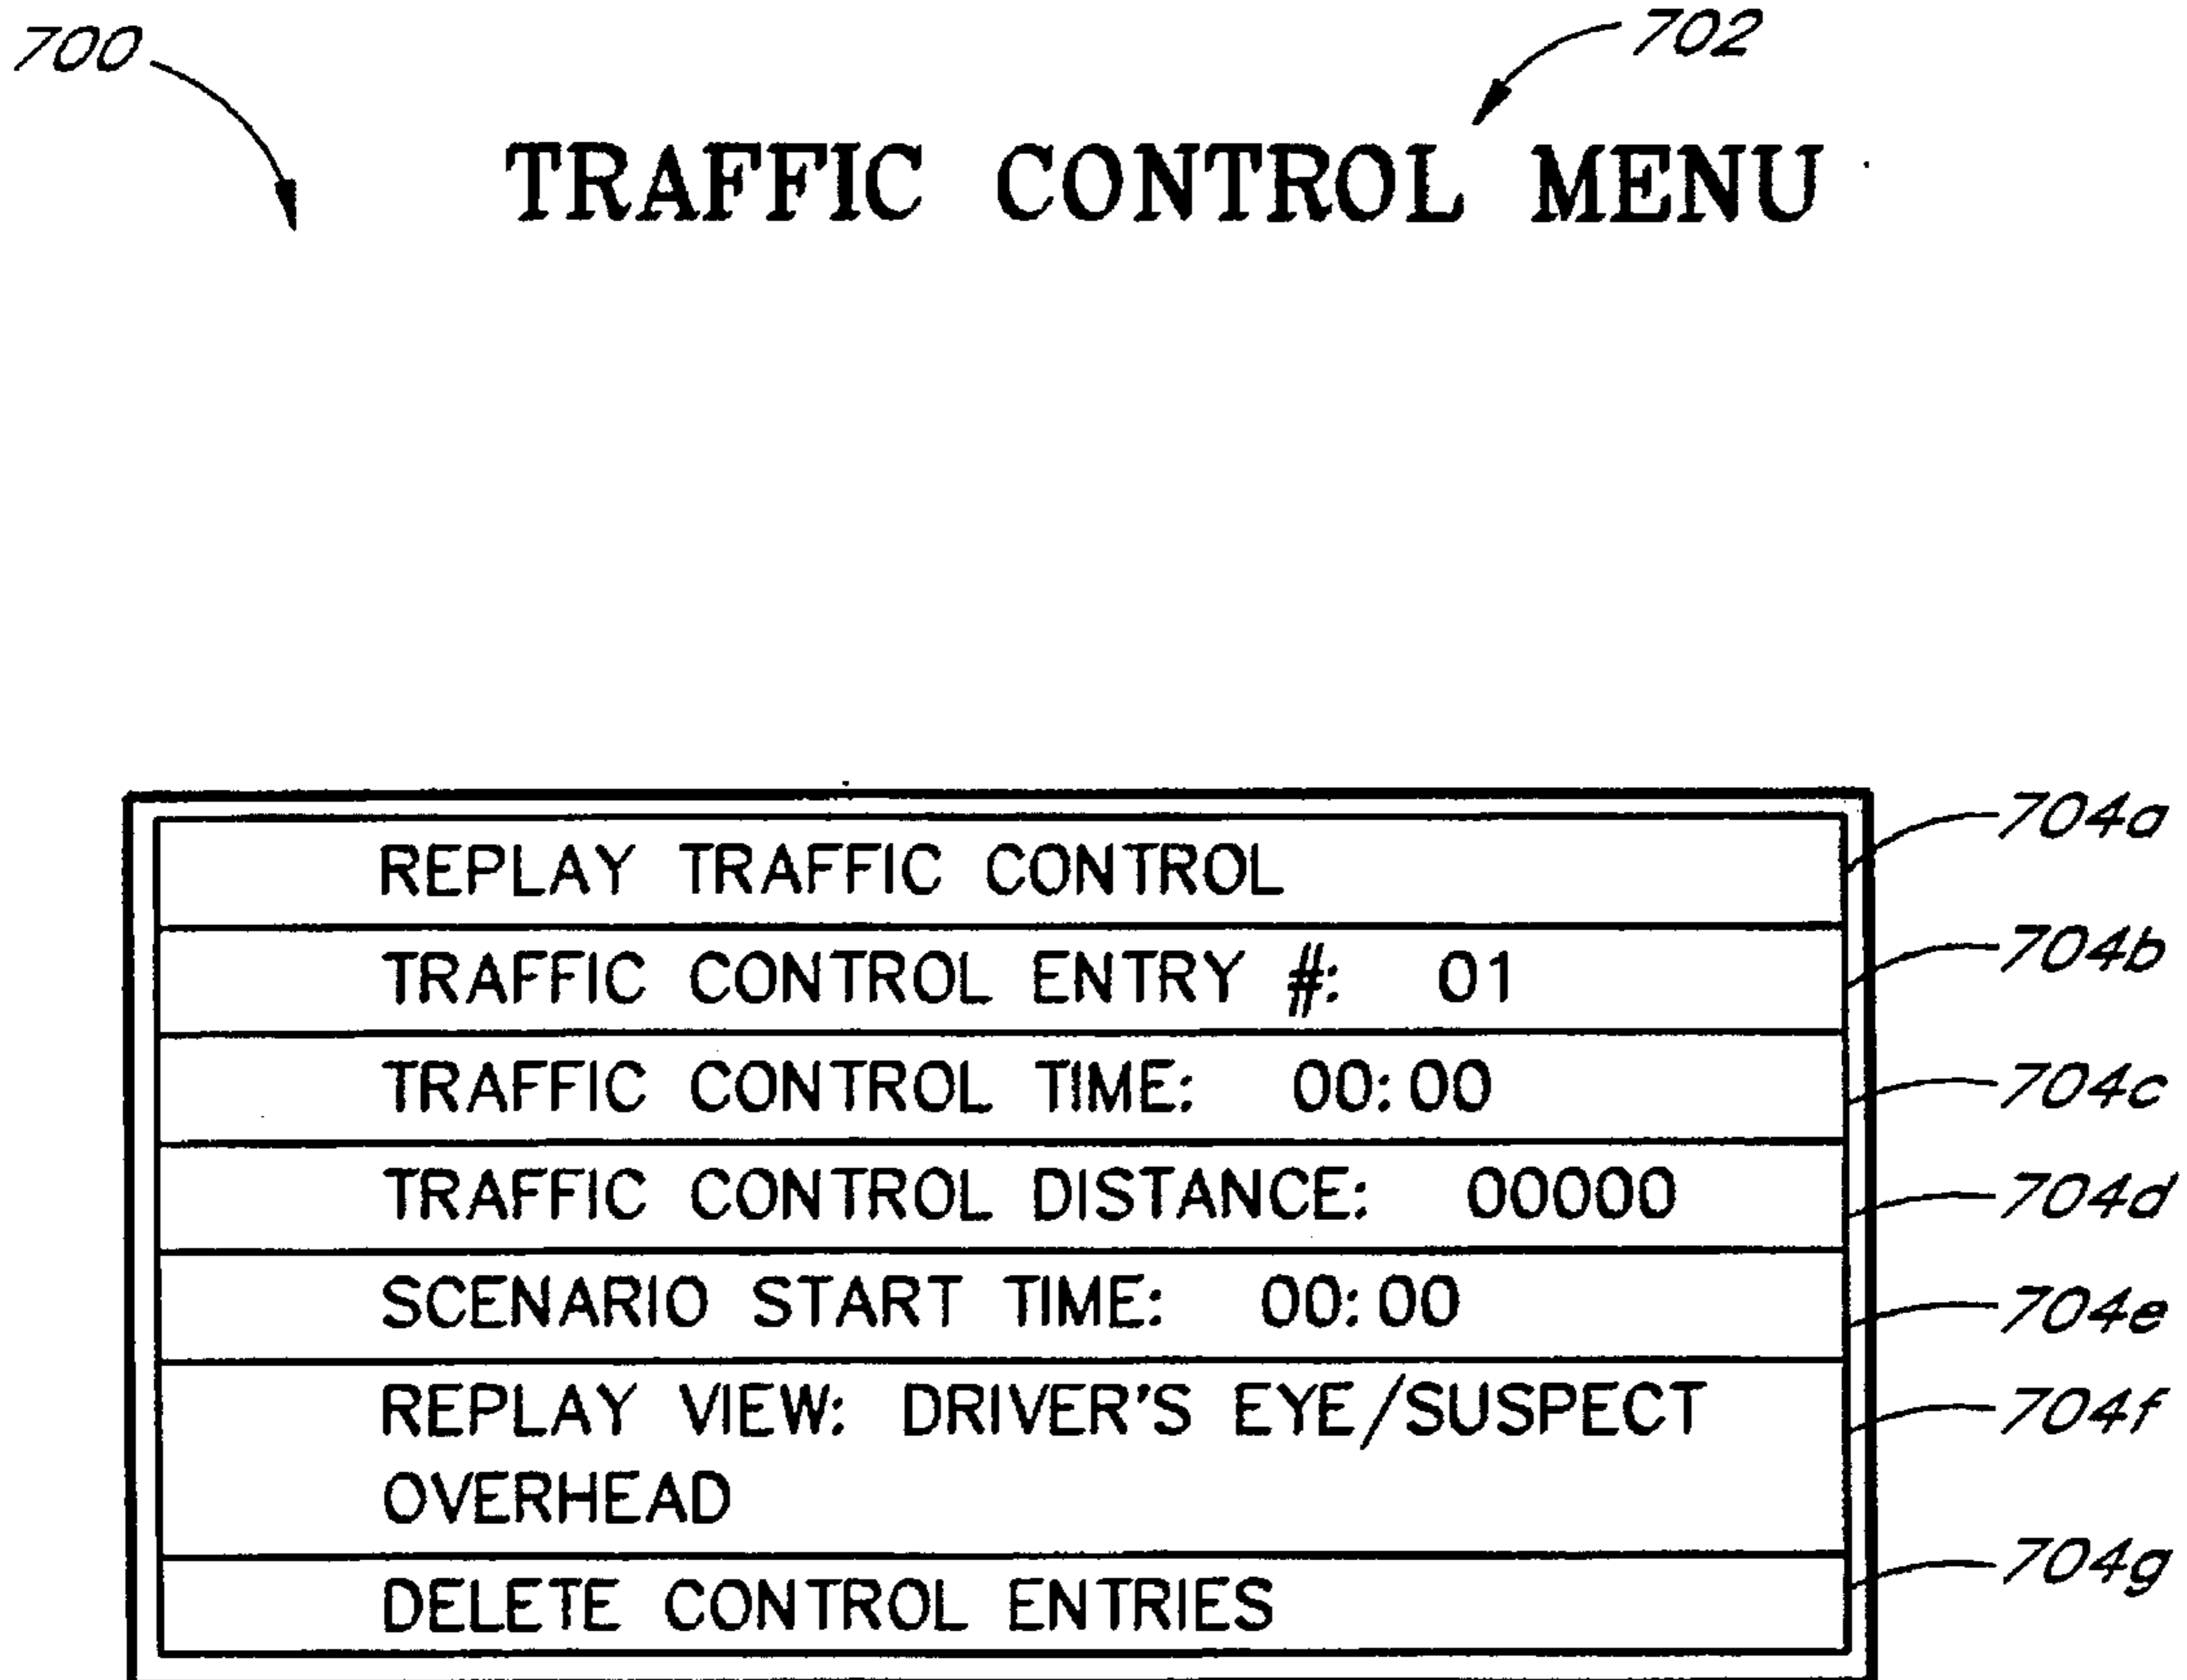 700
702
TRAFFIC CONTROL MENU
REPLAY TRAFFIC CONTROL
704a
TRAFFIC CONTROL ENTRY #: 01
704b
TRAFFIC CONTROL TIME: 00:00
704c
TRAFFIC CONTROL DISTANCE: 00000
704d
SCENARIO START TIME: 00:00
704e
REPLAY VIEW: DRIVER'S EYE/SUSPECT
704f
OVERHEAD
DELETE CONTROL ENTRIES
704g